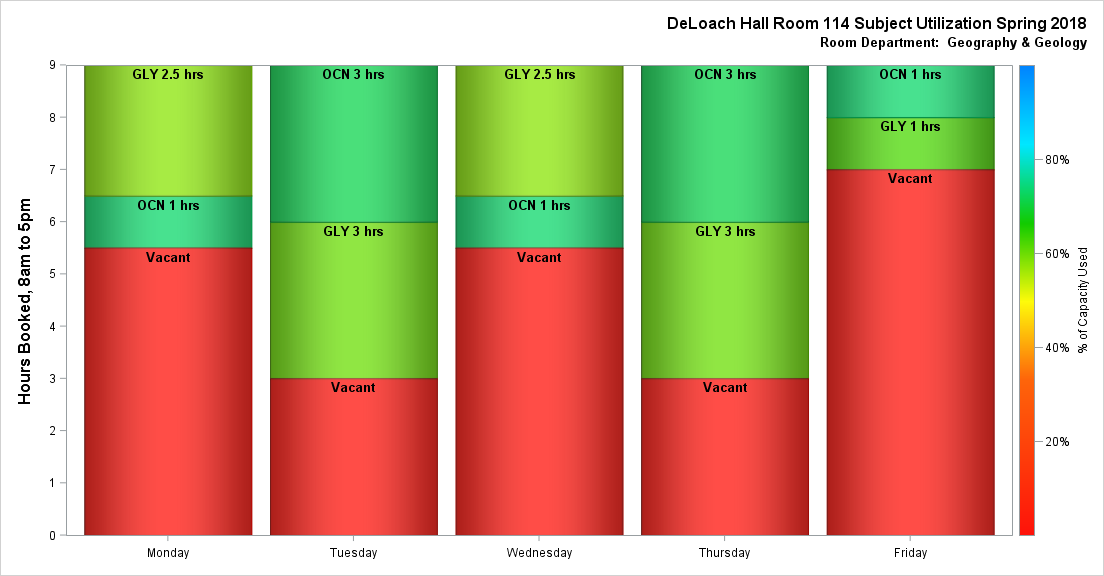 DeLoach Hall Room 114 Subject Utilization Spring 2018
Room Department: Geography & Geology
Hours Booked, 8am to 5pm
9
8
7
6
5
4
3
2
1
0
GLY 2.5 hrs
OCN 1 hrs
Vacant
OCN 3 hrs
GLY 3 hrs
Vacant
GLY 2.5 hrs
OCN 1 hrs
Vacant
OCN 3 hrs
GLY 3 hrs
Vacant
OCN 1 hrs
GLY 1 hrs
Vacant
Monday
Tuesday
Wednesday
Thursday
Friday
80%
60%
40%
20%
% of Capacity Used